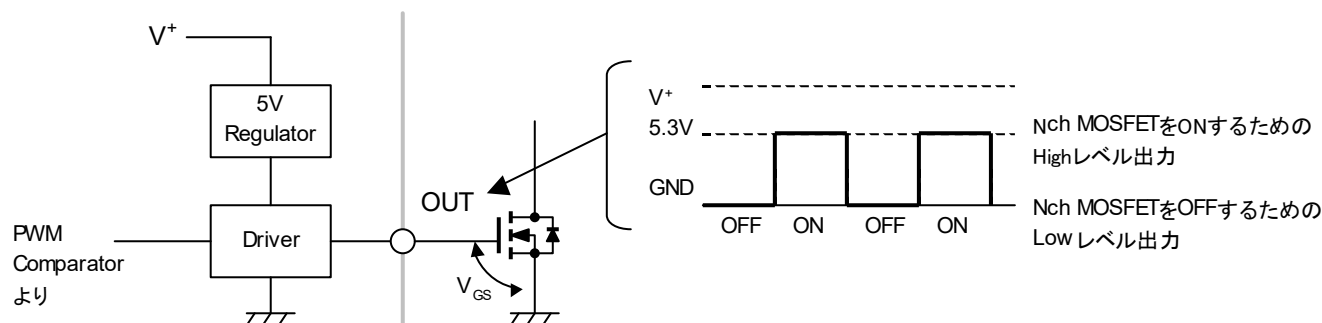 V⁺
5V
Regulator
Driver
PWM
Comparator
より
OUT
V_GS
V⁺
5.3V
GND
OFF ON OFF ON
Nch MOSFETをONするための
Highレベル出力
Nch MOSFETをOFFするための
Lowレベル出力